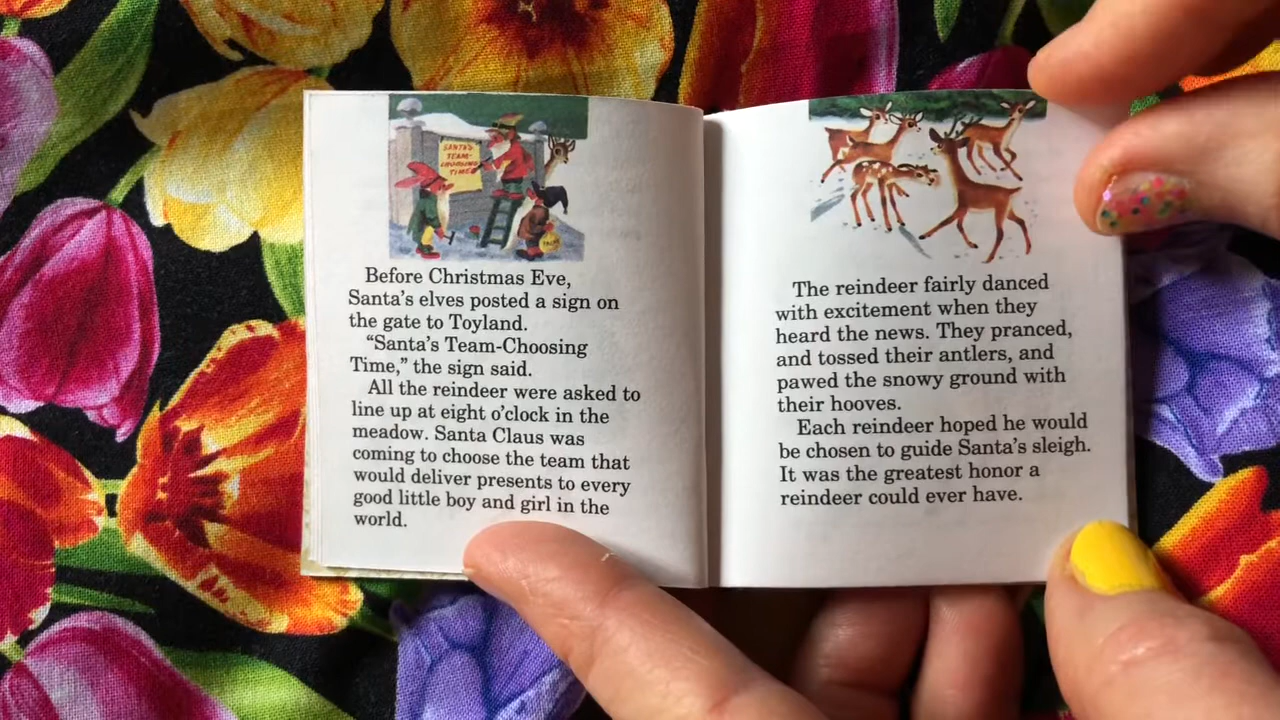 SANTA'S
TEAM-
CHOOSING
TIME
Before Christmas Eve,
Santa's elves posted a sign on
the gate to Toyland.
“Santa's Team-Choosing
Time,” the sign said.
All the reindeer were asked to
line up at eight o'clock in the
meadow. Santa Claus was
coming to choose the team that
would deliver presents to every
good little boy and girl in the
world.
The reindeer fairly danced
with excitement when they
heard the news. They pranced,
and tossed their antlers, and
pawed the snowy ground with
their hooves.
Each reindeer hoped he would
be chosen to guide Santa's sleigh.
It was the greatest honor a
reindeer could ever have.